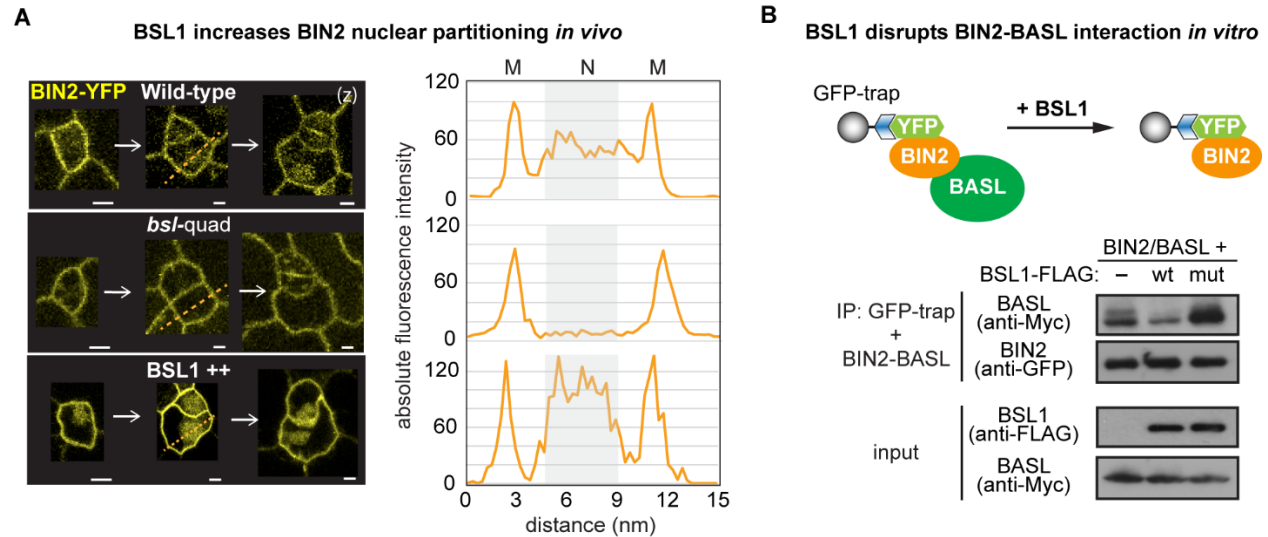 A
BSL1 increases BIN2 nuclear partitioning in vivo
BIN2-YFP Wild-type (z)
bsl-quad
BSL1 ++
M N M
absolute fluorescence intensity
120
60
0
120
60
0
120
60
0
0 3 6 9 12 15
distance (nm)
B
BSL1 disrupts BIN2-BASL interaction in vitro
GFP-trap
+ BSL1
YFP
BIN2
BASL
YFP
BIN2
BIN2/BASL +
BSL1-FLAG: – wt mut
IP: GFP-trap
+
BIN2-BASL
BASL
(anti-Myc)
BIN2
(anti-GFP)
input
BSL1
(anti-FLAG)
BASL
(anti-Myc)